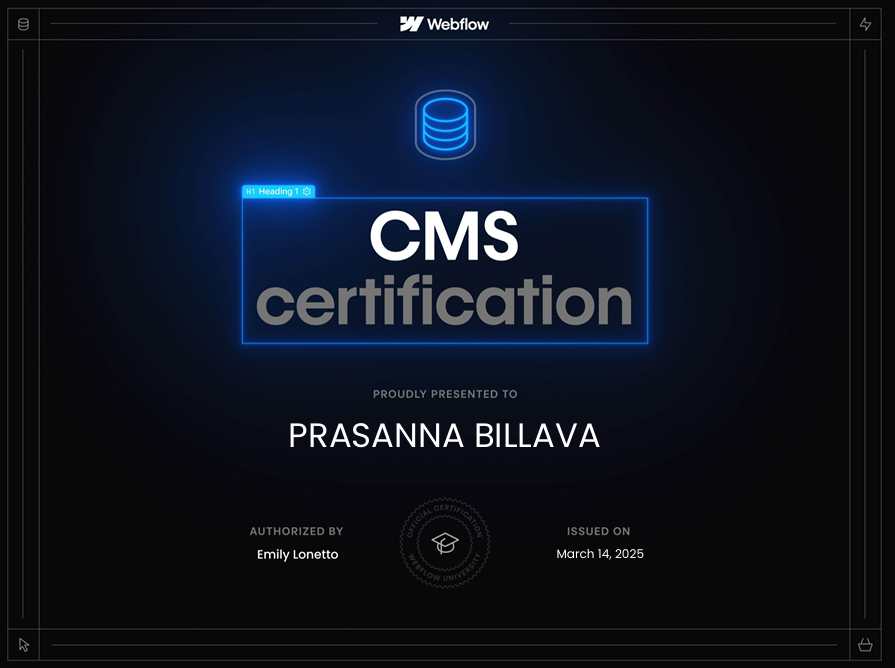 Webflow
H1 Heading 1
CMS
certification
PROUDLY PRESENTED TO
PRASANNA BILLAVA
AUTHORIZED BY
Emily Lonetto
OFFICIAL CERTIFICATION
WEBFLOW UNIVERSITY
ISSUED ON
March 14, 2025